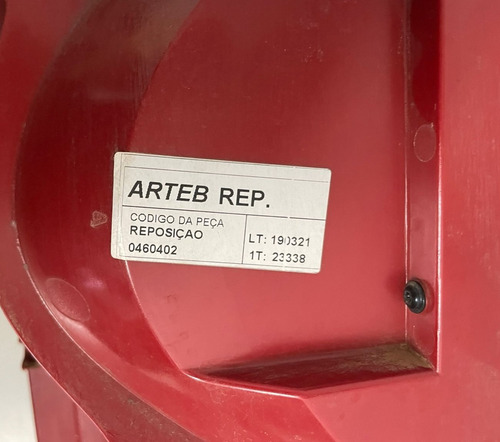 ARTEB REP.
CODIGO DA PEÇA
REPOSIÇAO
0460402
LT: 190321
1T: 23338